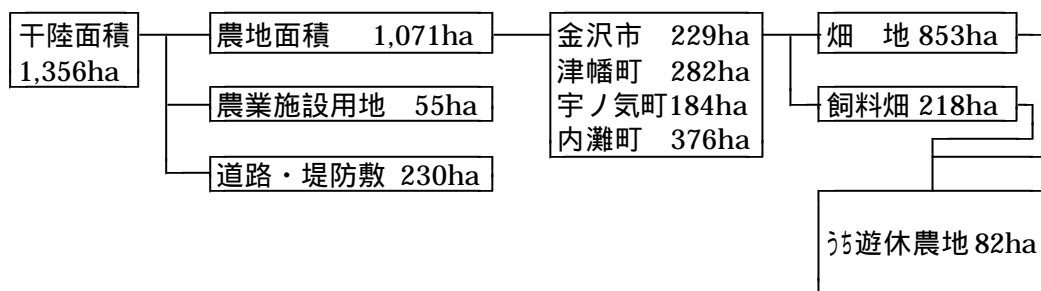 干陸面積
1,356ha
農地面積 1,071ha
農業施設用地 55ha
道路・堤防敷 230ha
金沢市 229ha
津幡町 282ha
宇ノ気町184ha
内灘町 376ha
畑 地 853ha
飼料畑 218ha
うち遊休農地 82ha